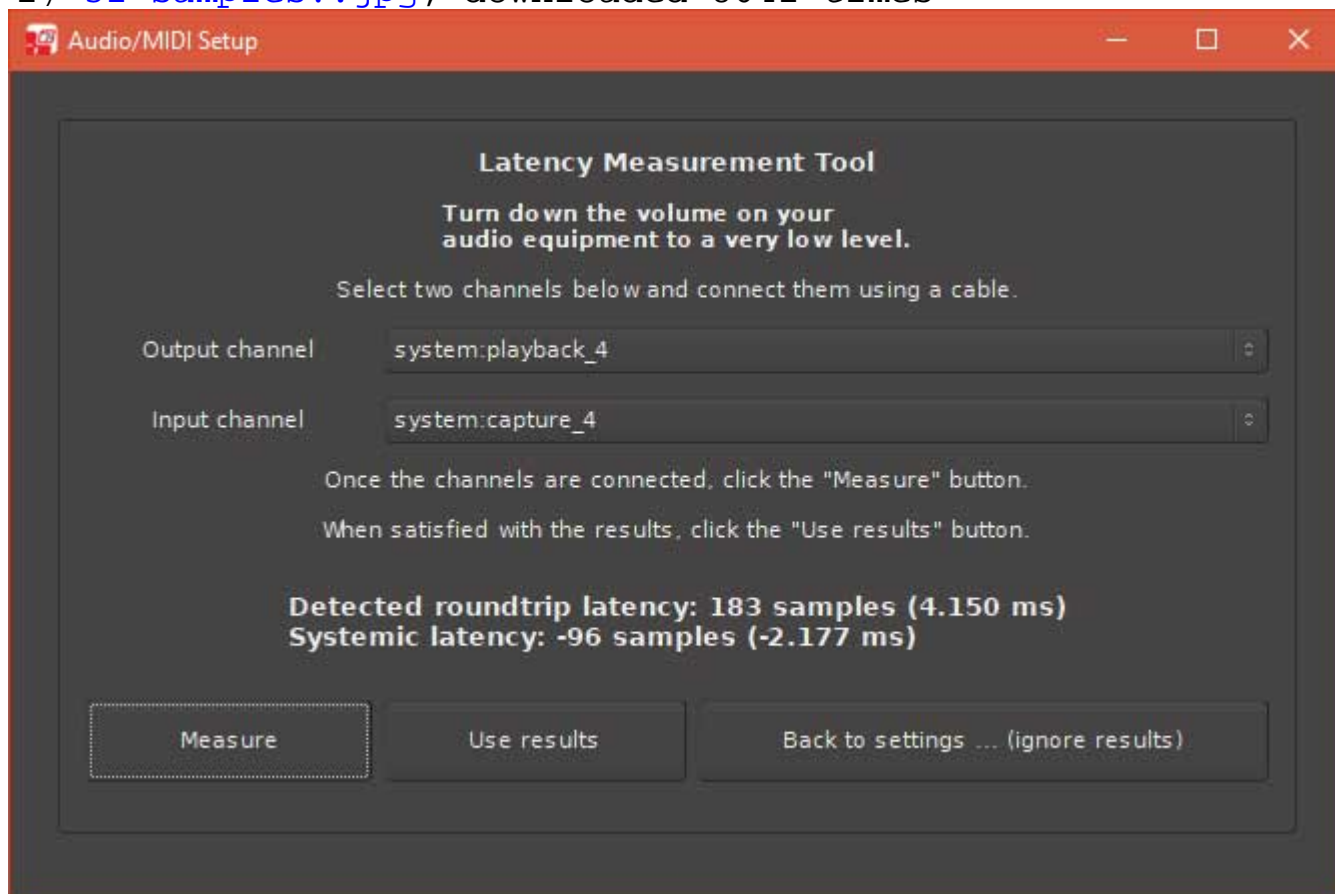 Audio/MIDI Setup
Latency Measurement Tool
Turn down the volume on your
audio equipment to a very low level.
Select two channels below and connect them using a cable.
Output channel system:playback_4
Input channel system:capture_4
Once the channels are connected, click the "Measure" button.
When satisfied with the results, click the "Use results" button.
Detected roundtrip latency: 183 samples (4.150 ms)
Systemic latency: -96 samples (-2.177 ms)
Measure Use results Back to settings ... (ignore results)